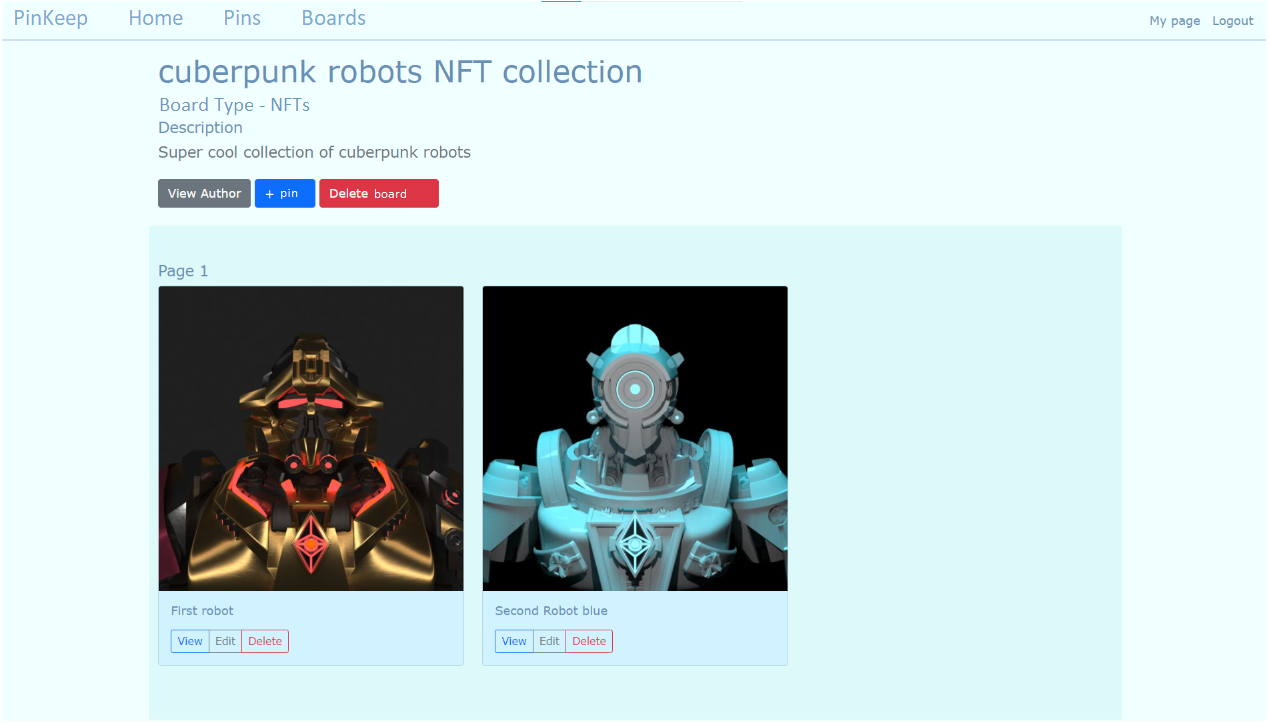 PinKeep Home Pins Boards My page Logout
cuberpunk robots NFT collection
Board Type - NFTs
Description
Super cool collection of cuberpunk robots
View Author + pin Delete board
Page 1
First robot
View Edit Delete
Second Robot blue
View Edit Delete